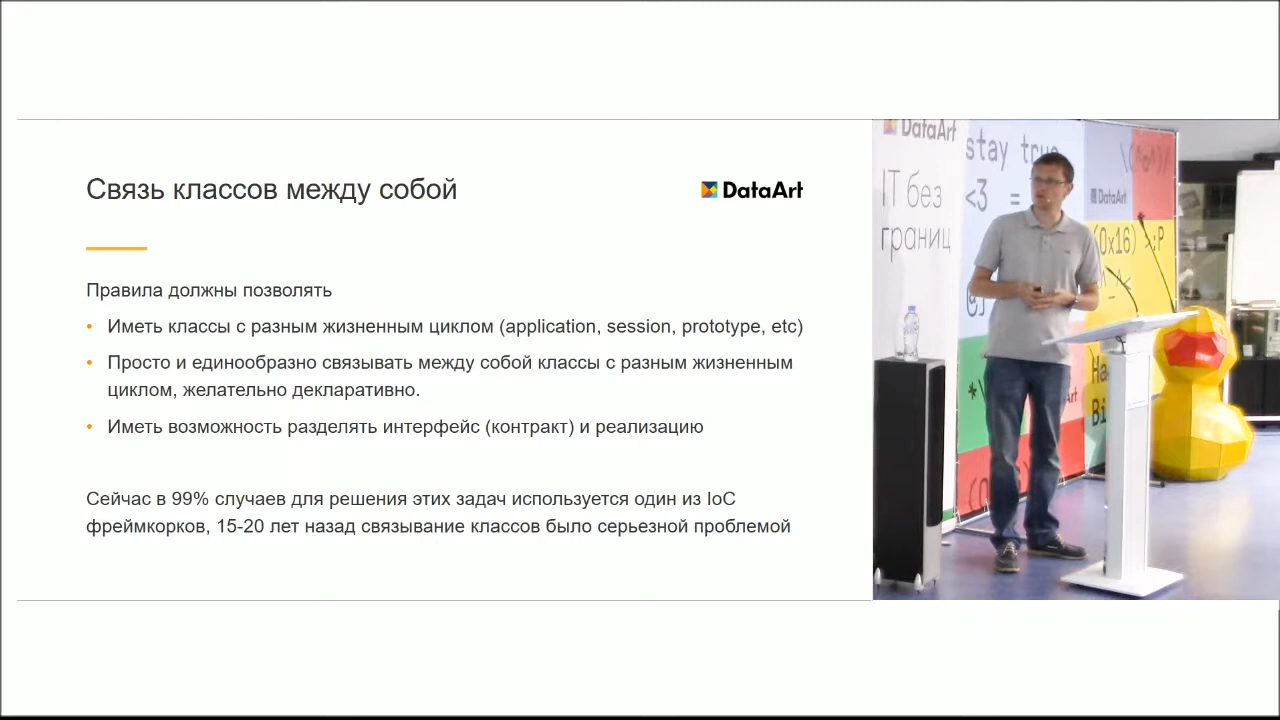 Связь классов между собой
DataArt
Правила должны позволять
• Иметь классы с разным жизненным циклом (application, session, prototype, etc)
• Просто и единообразно связывать между собой классы с разным жизненным
циклом, желательно декларативно.
• Иметь возможность разделять интерфейс (контракт) и реализацию
Сейчас в 99% случаев для решения этих задач используется один из IoC
фреймкорков, 15-20 лет назад связывание классов было серьезной проблемой
DataArt
IT без
границ
stay true
<3 =
DataArt
(0x16) >:P